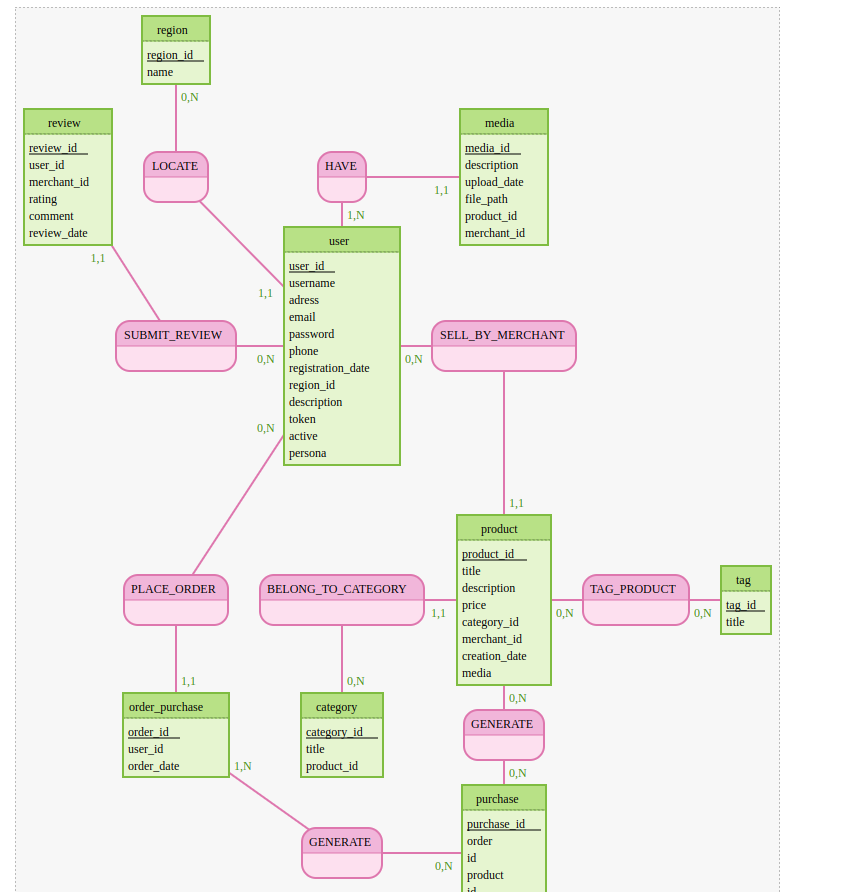 region
region_id
name
0,N
review
review_id
user_id
merchant_id
rating
comment
review_date
1,1
media
media_id
description
upload_date
file_path
product_id
merchant_id
LOCATE
HAVE
1,1
1,N
user
user_id
username
adress
email
password
phone
registration_date
region_id
description
token
active
persona
1,1
SUBMIT_REVIEW
0,N
SELL_BY_MERCHANT
0,N
0,N
1,1
product
product_id
title
description
price
category_id
merchant_id
creation_date
media
PLACE_ORDER
BELONG_TO_CATEGORY
1,1
TAG_PRODUCT
0,N
0,N
tag
tag_id
title
1,1
0,N
0,N
order_purchase
order_id
user_id
order_date
1,N
category
category_id
title
product_id
GENERATE
0,N
purchase
purchase_id
order
id
product
id
GENERATE
0,N